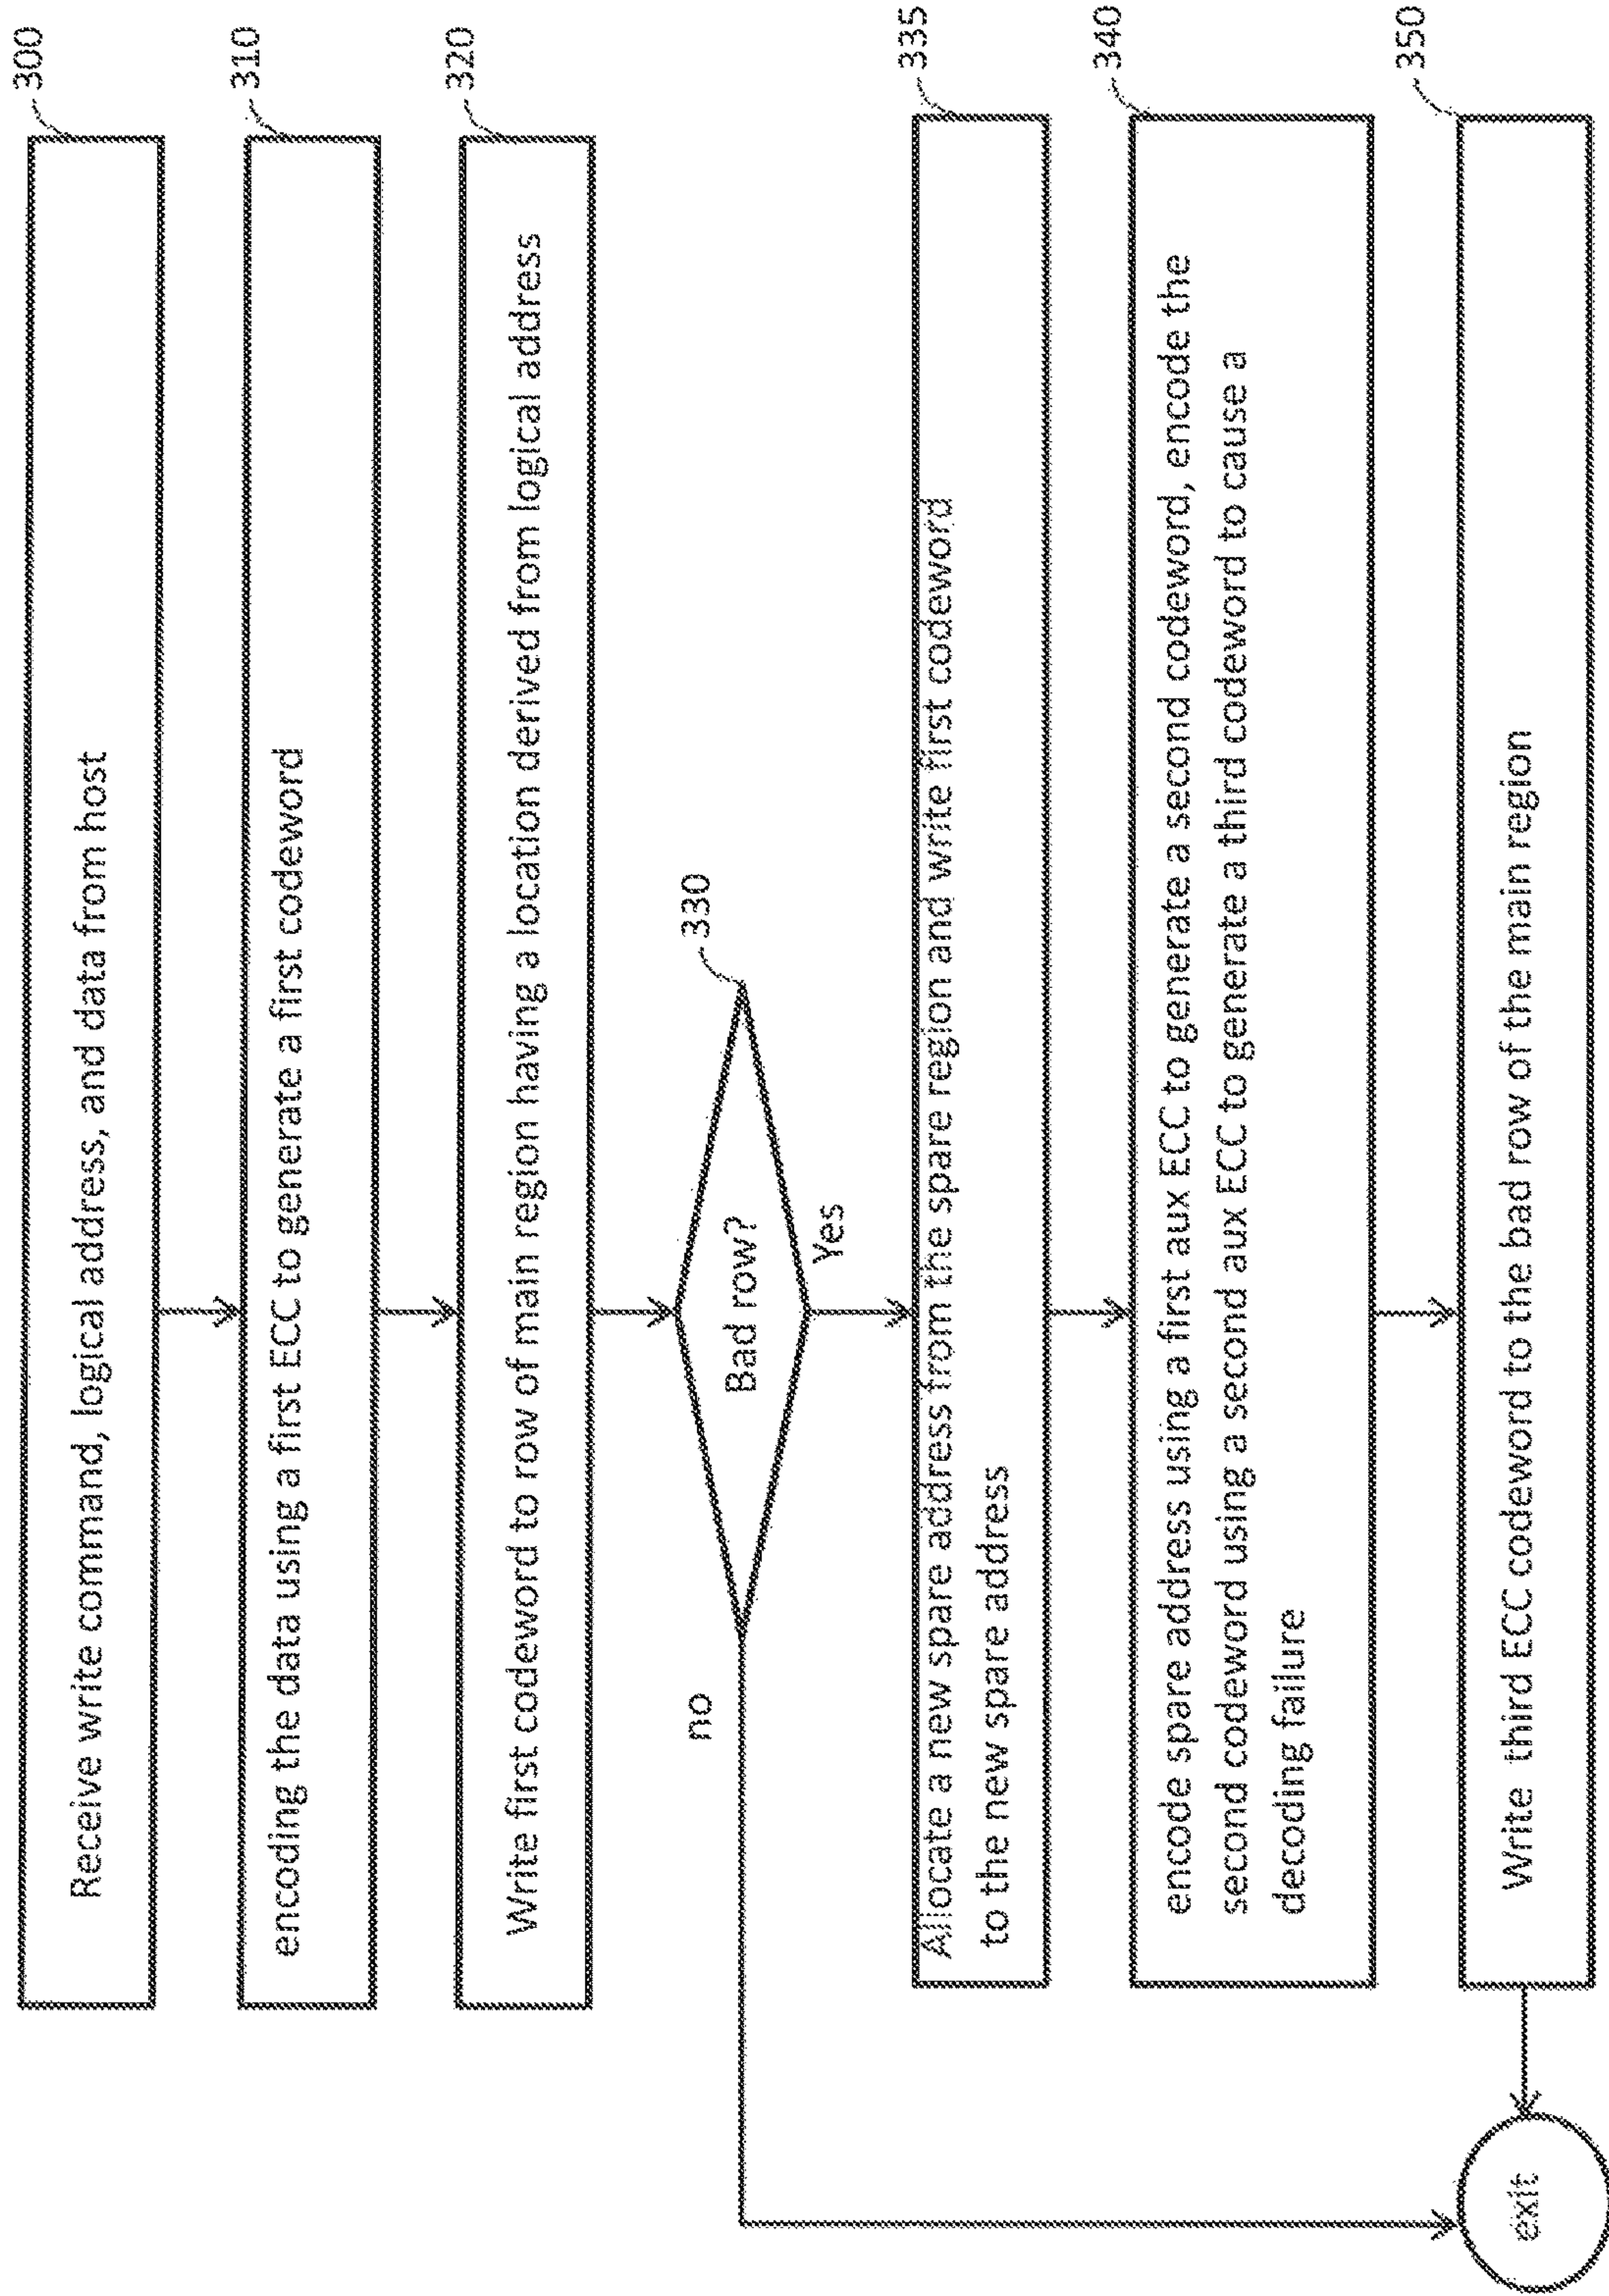 Receive write command, logical address, and data from host
300
encoding the data using a first ECC to generate a first codeword
310
Write first codeword to row of main region having a location derived from logical address
320
Bad row?
330
no
Yes
Allocate a new spare address from the spare region and write first codeword
to the new spare address
335
encode spare address using a first aux ECC to generate a second codeword, encode the
second codeword using a second aux ECC to generate a third codeword to cause a
decoding failure
340
Write third ECC codeword to the bad row of the main region
350
exit